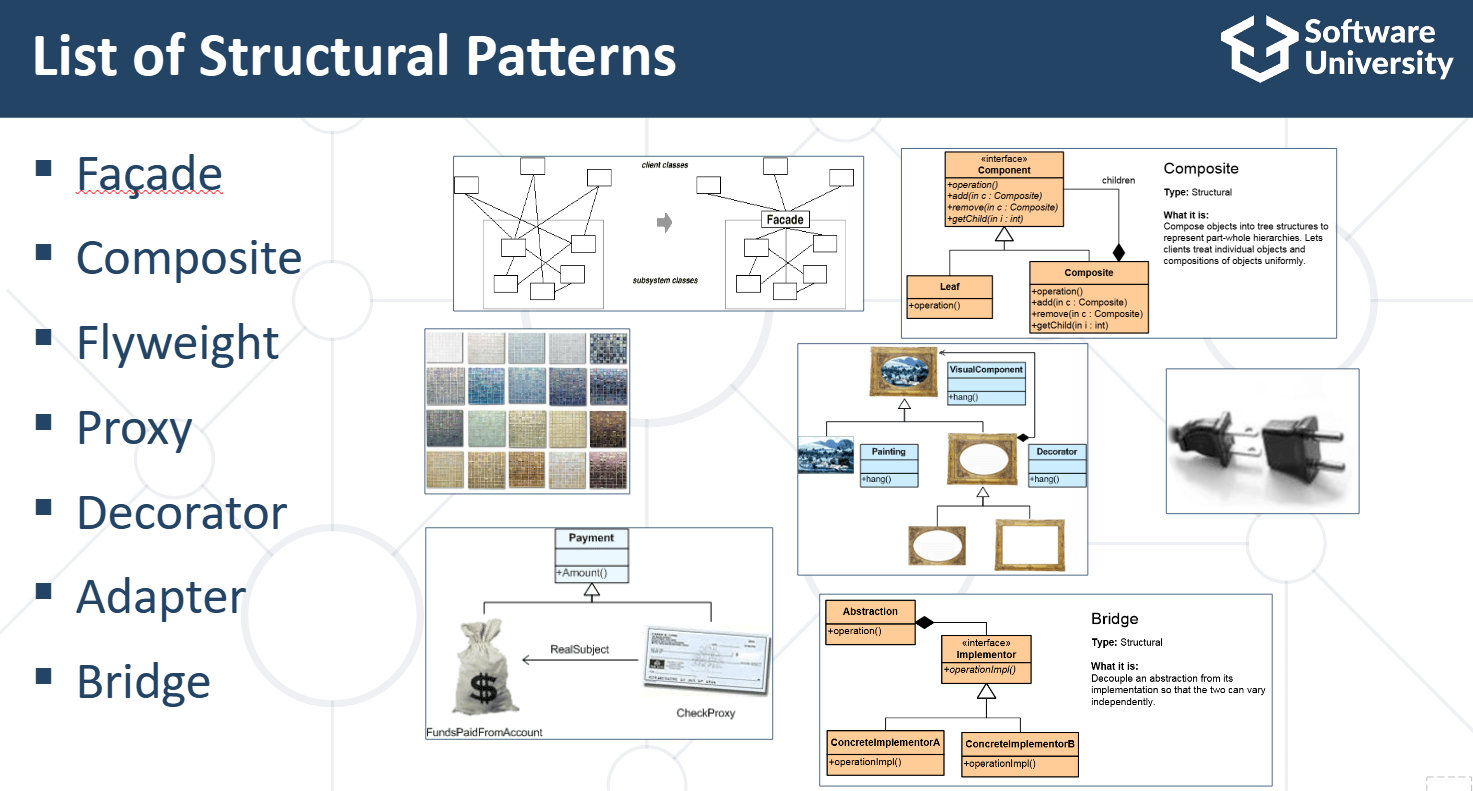 List of Structural Patterns
Software
University
Façade
Composite
Flyweight
Proxy
Decorator
Adapter
Bridge
client classes
Facade
subsystem classes
«interface»
Component
+operation()
+add(in c : Composite)
+remove(in c : Composite)
+getChild(in i : int)
children
Leaf
+operation()
Composite
+operation()
+add(in c : Composite)
+remove(in c : Composite)
+getChild(in i : int)
Composite
Type: Structural
What it is:
Compose objects into tree structures to
represent part-whole hierarchies. Lets
clients treat individual objects and
compositions of objects uniformly.
VisualComponent
+hang()
Painting
+hang()
Decorator
+hang()
Payment
+Amount()
RealSubject
$
CheckProxy
FundsPaidFromAccount
Abstraction
+operation()
«interface»
Implementor
+operationImpl()
ConcreteImplementorA
+operationImpl()
ConcreteImplementorB
+operationImpl()
Bridge
Type: Structural
What it is:
Decouple an abstraction from its
implementation so that the two can vary
independently.